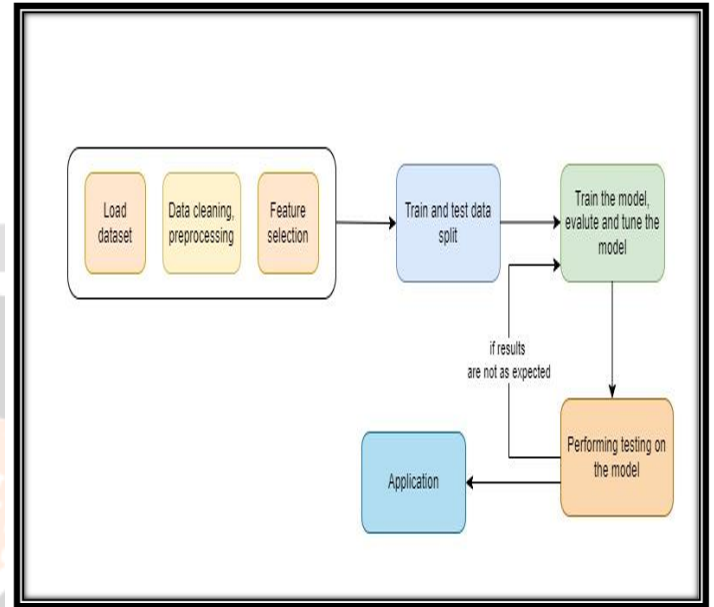 Load
dataset
Data cleaning,
preprocessing
Feature
selection
Train and test data
split
Train the model,
evalute and tune the
model
if results
are not as expected
Performing testing on
the model
Application